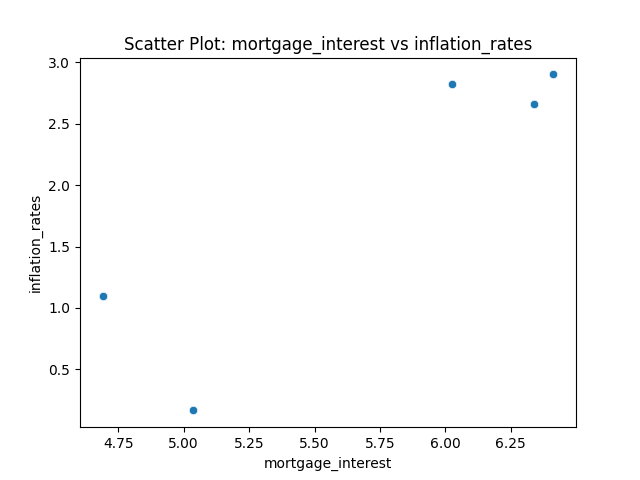 Scatter Plot: mortgage_interest vs inflation_rates
3.0
2.5
2.0
1.5
1.0
0.5
inflation_rates
4.75 5.00 5.25 5.50 5.75 6.00 6.25
mortgage_interest